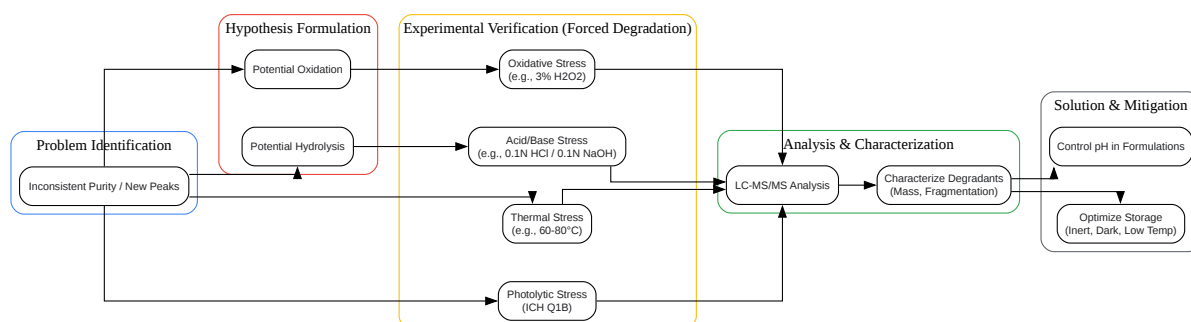 Problem Identification
Inconsistent Purity / New Peaks
Hypothesis Formulation
Potential Oxidation
Potential Hydrolysis
Experimental Verification (Forced Degradation)
Oxidative Stress
(e.g., 3% H2O2)
Acid/Base Stress
(e.g., 0.1N HCl / 0.1N NaOH)
Thermal Stress
(e.g., 60-80°C)
Photolytic Stress
(ICH Q1B)
Analysis & Characterization
LC-MS/MS Analysis
Characterize Degradants
(Mass, Fragmentation)
Solution & Mitigation
Control pH in Formulations
Optimize Storage
(Inert, Dark, Low Temp)